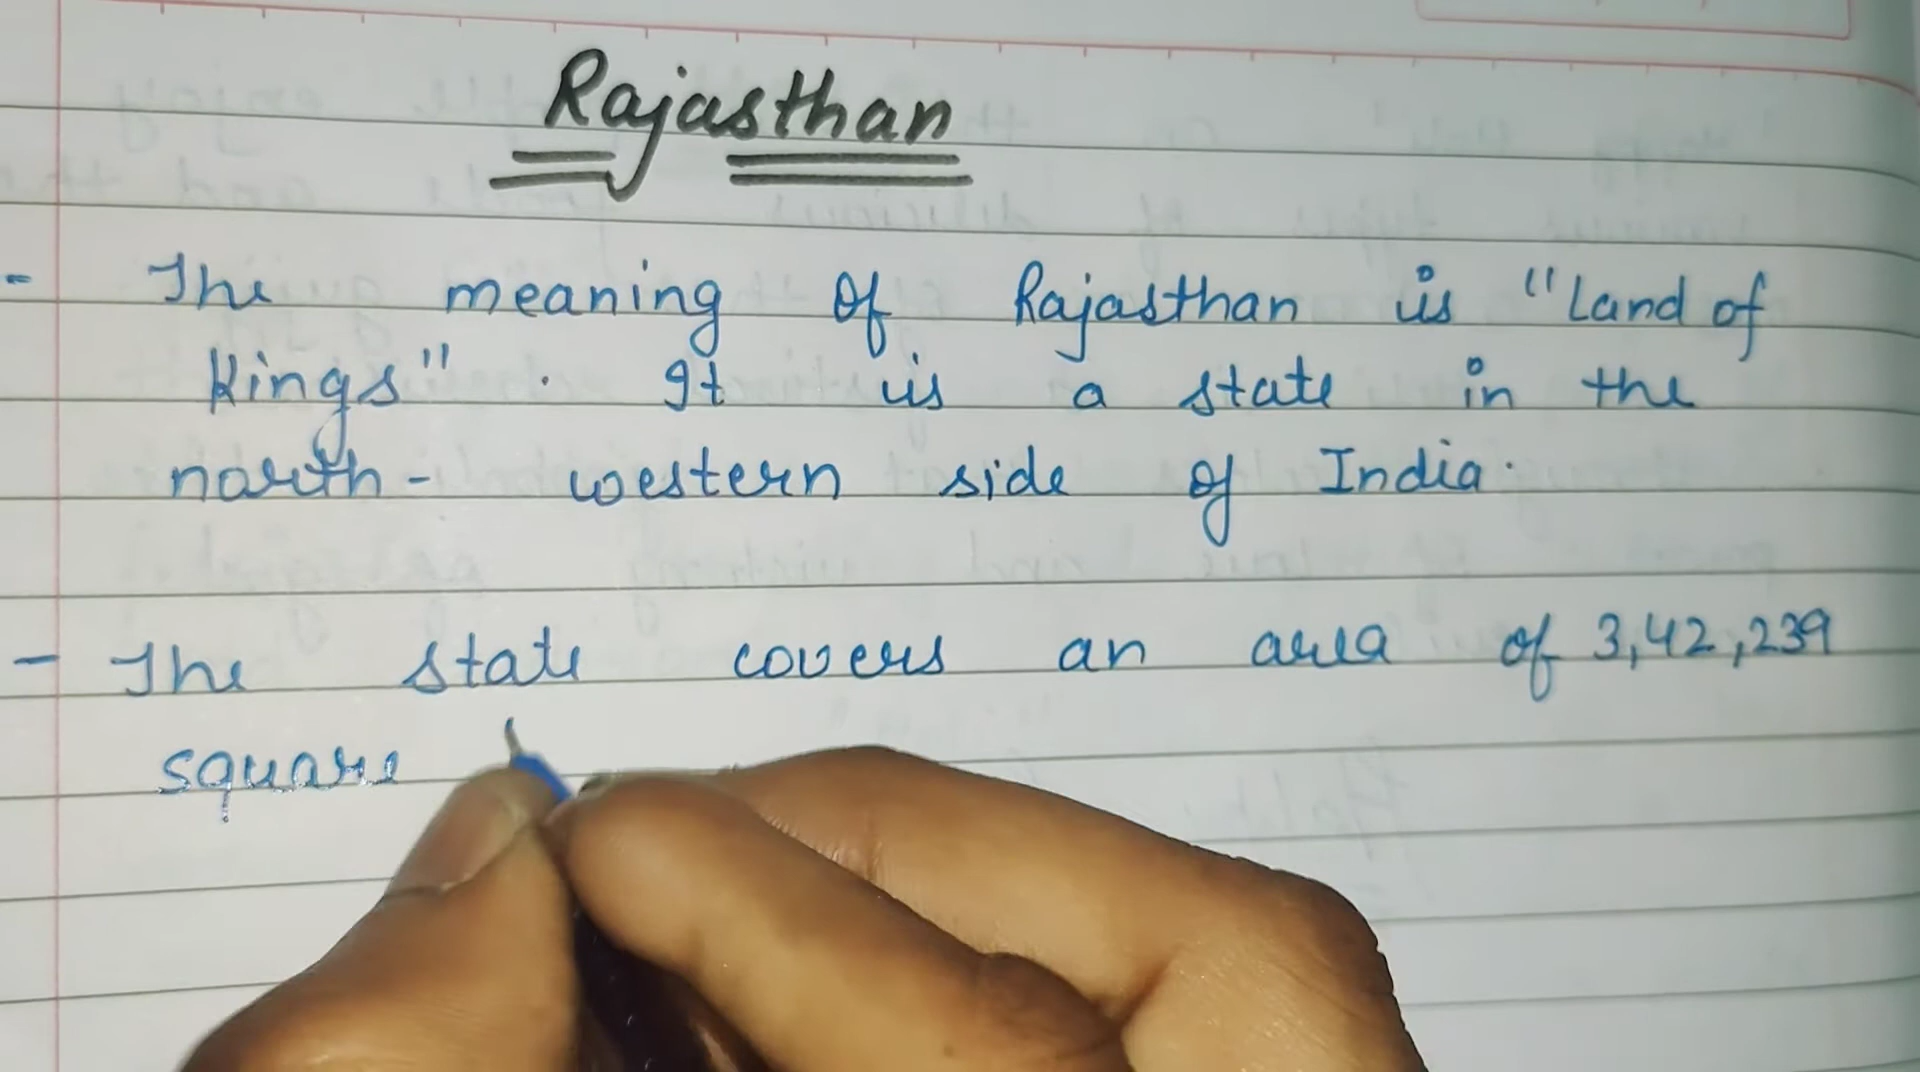 Rajasthan
- The meaning of Rajasthan is "Land of
Kings". It is a state in the
north-western side of India.
- The state covers an area of 3,42,239
square